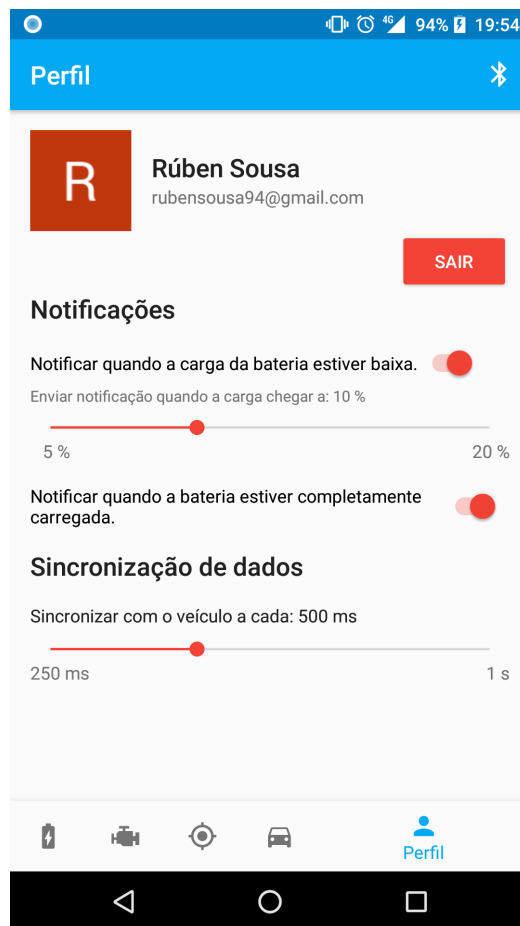 4G 94% 19:54
Perfil
R
Rúben Sousa
rubensousa94@gmail.com
SAIR
Notificações
Notificar quando a carga da bateria estiver baixa.
Enviar notificação quando a carga chegar a: 10 %
5 % 20 %
Notificar quando a bateria estiver completamente
carregada.
Sincronização de dados
Sincronizar com o veículo a cada: 500 ms
250 ms 1 s
Perfil